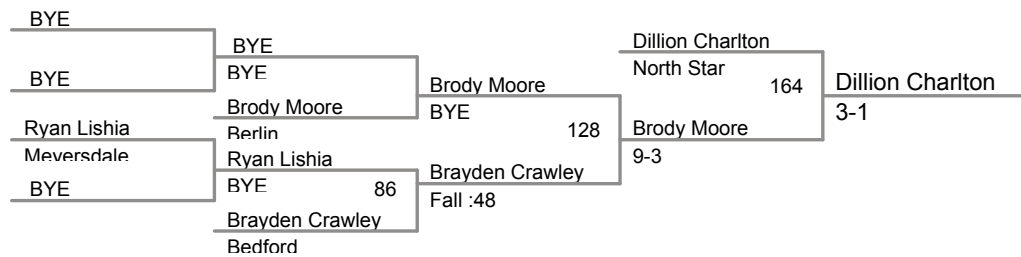 BYE
BYE
Ryan Lishia
Meyersdale
BYE
BYE
BYE
Brody Moore
Berlin
Ryan Lishia
BYE
86
Brayden Crawley
Bedford
Brody Moore
BYE
128
Brayden Crawley
Fall :48
Dillion Charlton
North Star
164
Brody Moore
9-3
Dillion Charlton
3-1